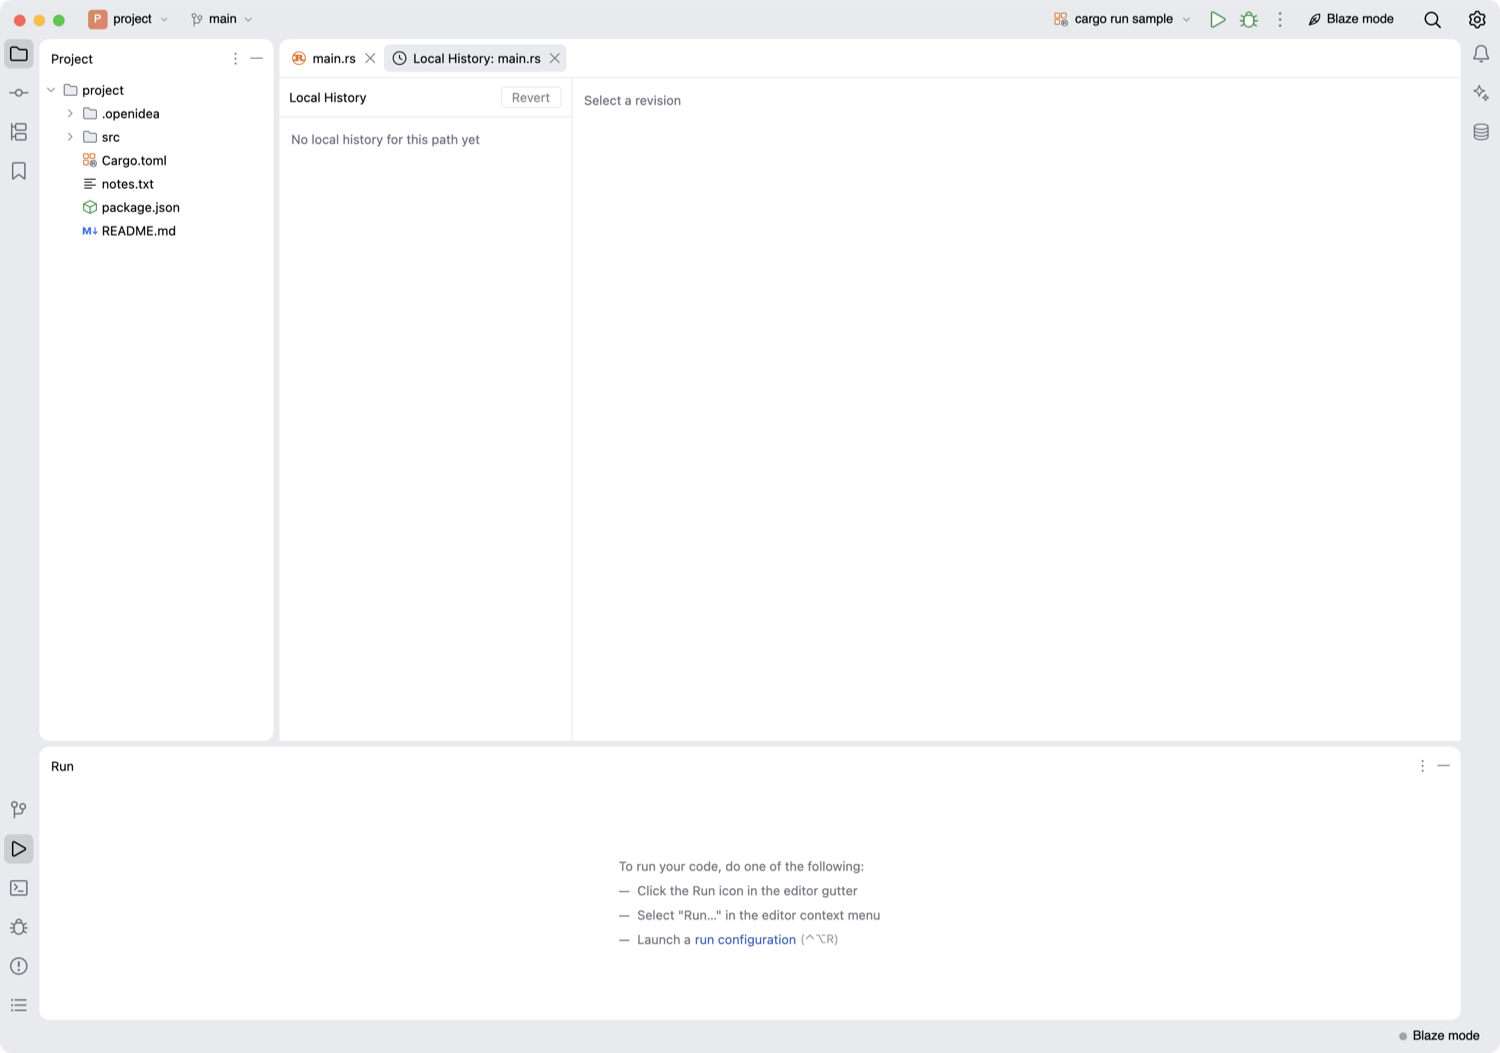 P project main cargo run sample Blaze mode
Project
main.rs Local History: main.rs
project
.openidea
src
Cargo.toml
notes.txt
package.json
M↓ README.md
Local History Revert
No local history for this path yet
Select a revision
Run
To run your code, do one of the following:
— Click the Run icon in the editor gutter
— Select "Run..." in the editor context menu
— Launch a run configuration (^⌥R)
Blaze mode